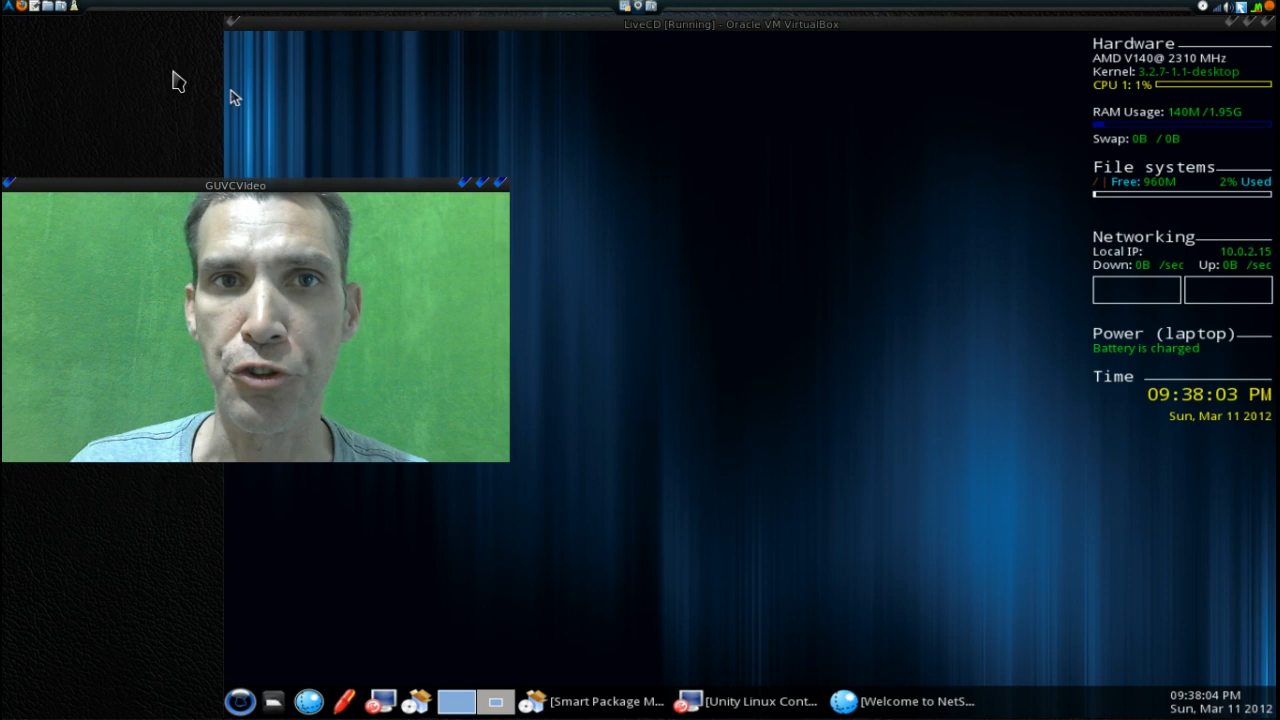 LiveCD [Running] - Oracle VM VirtualBox
Hardware
AMD V140@ 2310 MHz
Kernel: 3.2.7-1.1-desktop
CPU 1: 1%
RAM Usage: 140M /1.95G
Swap: 0B / 0B
File systems
/ | Free: 960M 2% Used
GUVCVIdeo
Networking
Local IP: 10.0.2.15
Down: 0B /sec Up: 0B /sec
Power (laptop)
Battery is charged
Time
09:38:03 PM
Sun, Mar 11 2012
[Smart Package M... [Unity Linux Cont... [Welcome to NetS...
09:38:04 PM
Sun, Mar 11 2012